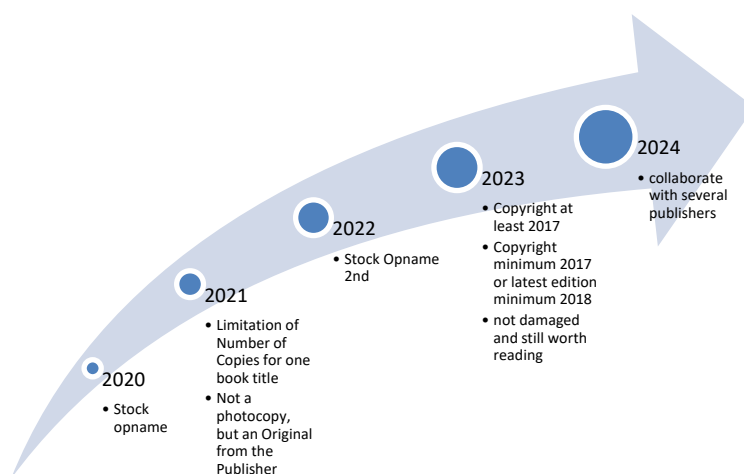 2020
• Stock
opname
2021
• Limitation of
Number of
Copies for one
book title
• Not a
photocopy,
but an Original
from the
Publisher
2022
• Stock Opname
2nd
2023
• Copyright at
least 2017
• Copyright
minimum 2017
or latest edition
minimum 2018
• not damaged
and still worth
reading
2024
• collaborate
with several
publishers